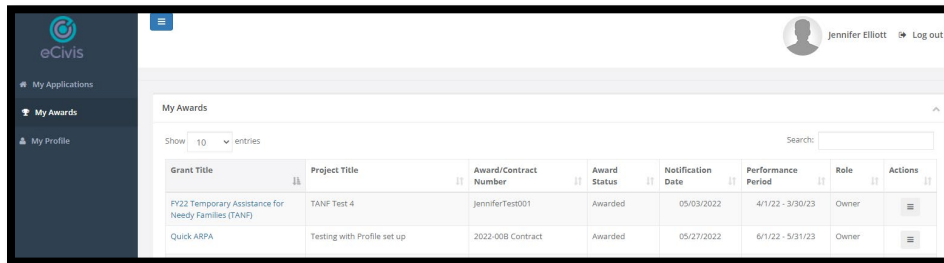 eCivis
Jennifer Elliott Log out
My Applications
My Awards
My Profile
My Awards
Show 10 entries
Search:
Grant Title Project Title Award/Contract Number Award Status Notification Date Performance Period Role Actions
FY22 Temporary Assistance for TANF Test 4 JenniferTest001 Awarded 05/03/2022 4/1/22 - 3/30/23 Owner
Needy Families (TANF)
Quick ARPA Testing with Profile set up 2022-00B Contract Awarded 05/27/2022 6/1/22 - 5/31/23 Owner